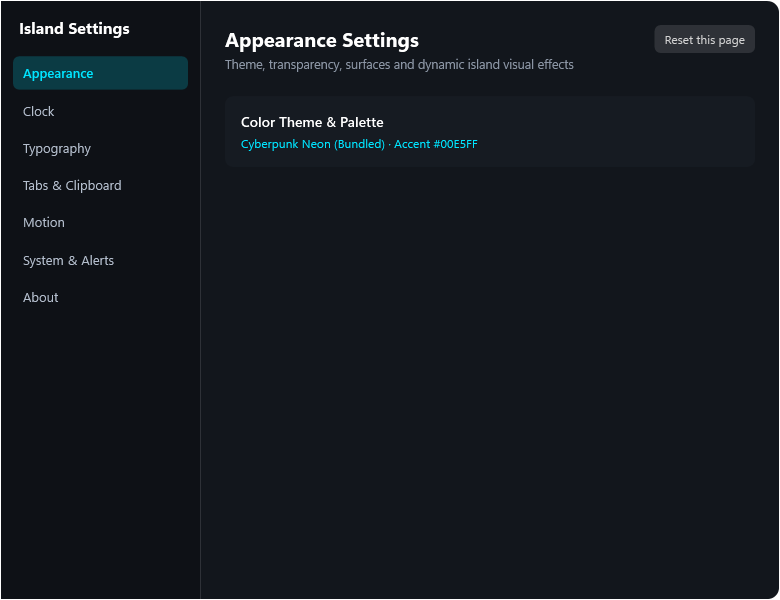 Island Settings
Appearance
Clock
Typography
Tabs & Clipboard
Motion
System & Alerts
About
Appearance Settings
Theme, transparency, surfaces and dynamic island visual effects
Reset this page
Color Theme & Palette
Cyberpunk Neon (Bundled) · Accent #00E5FF